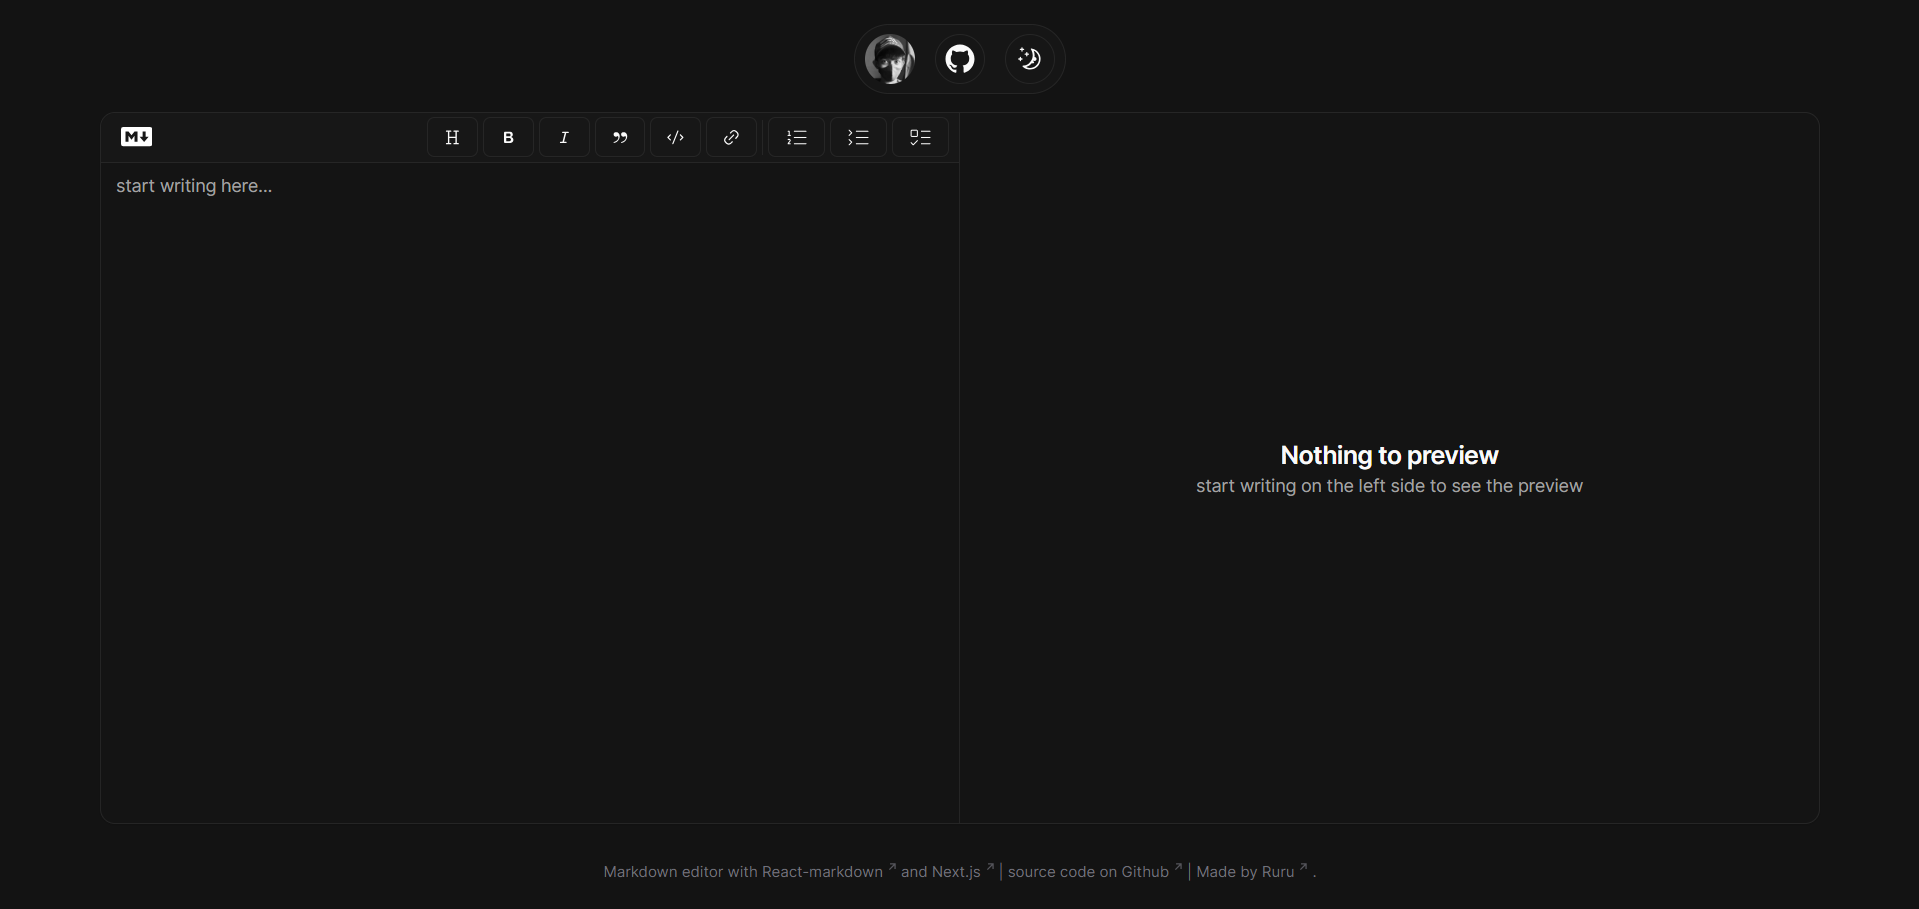 M
H B I
start writing here...
Nothing to preview
start writing on the left side to see the preview
Markdown editor with React-markdown ↗ and Next.js ↗ | source code on Github ↗ | Made by Ruru ↗ .